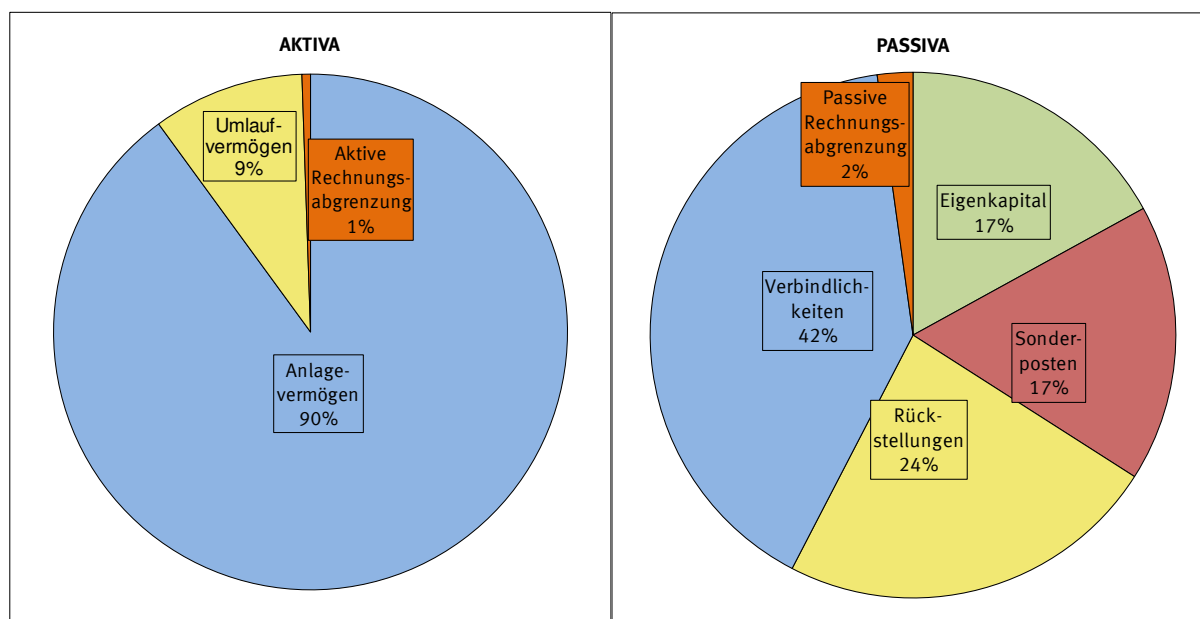 AKTIVA
Umlauf-
vermögen
9%
Aktive
Rechnungs-
abgrenzung
1%
Anlage-
vermögen
90%
PASSIVA
Passive
Rechnungs-
abgrenzung
2%
Eigenkapital
17%
Verbindlich-
keiten
42%
Sonder-
posten
17%
Rück-
stellungen
24%